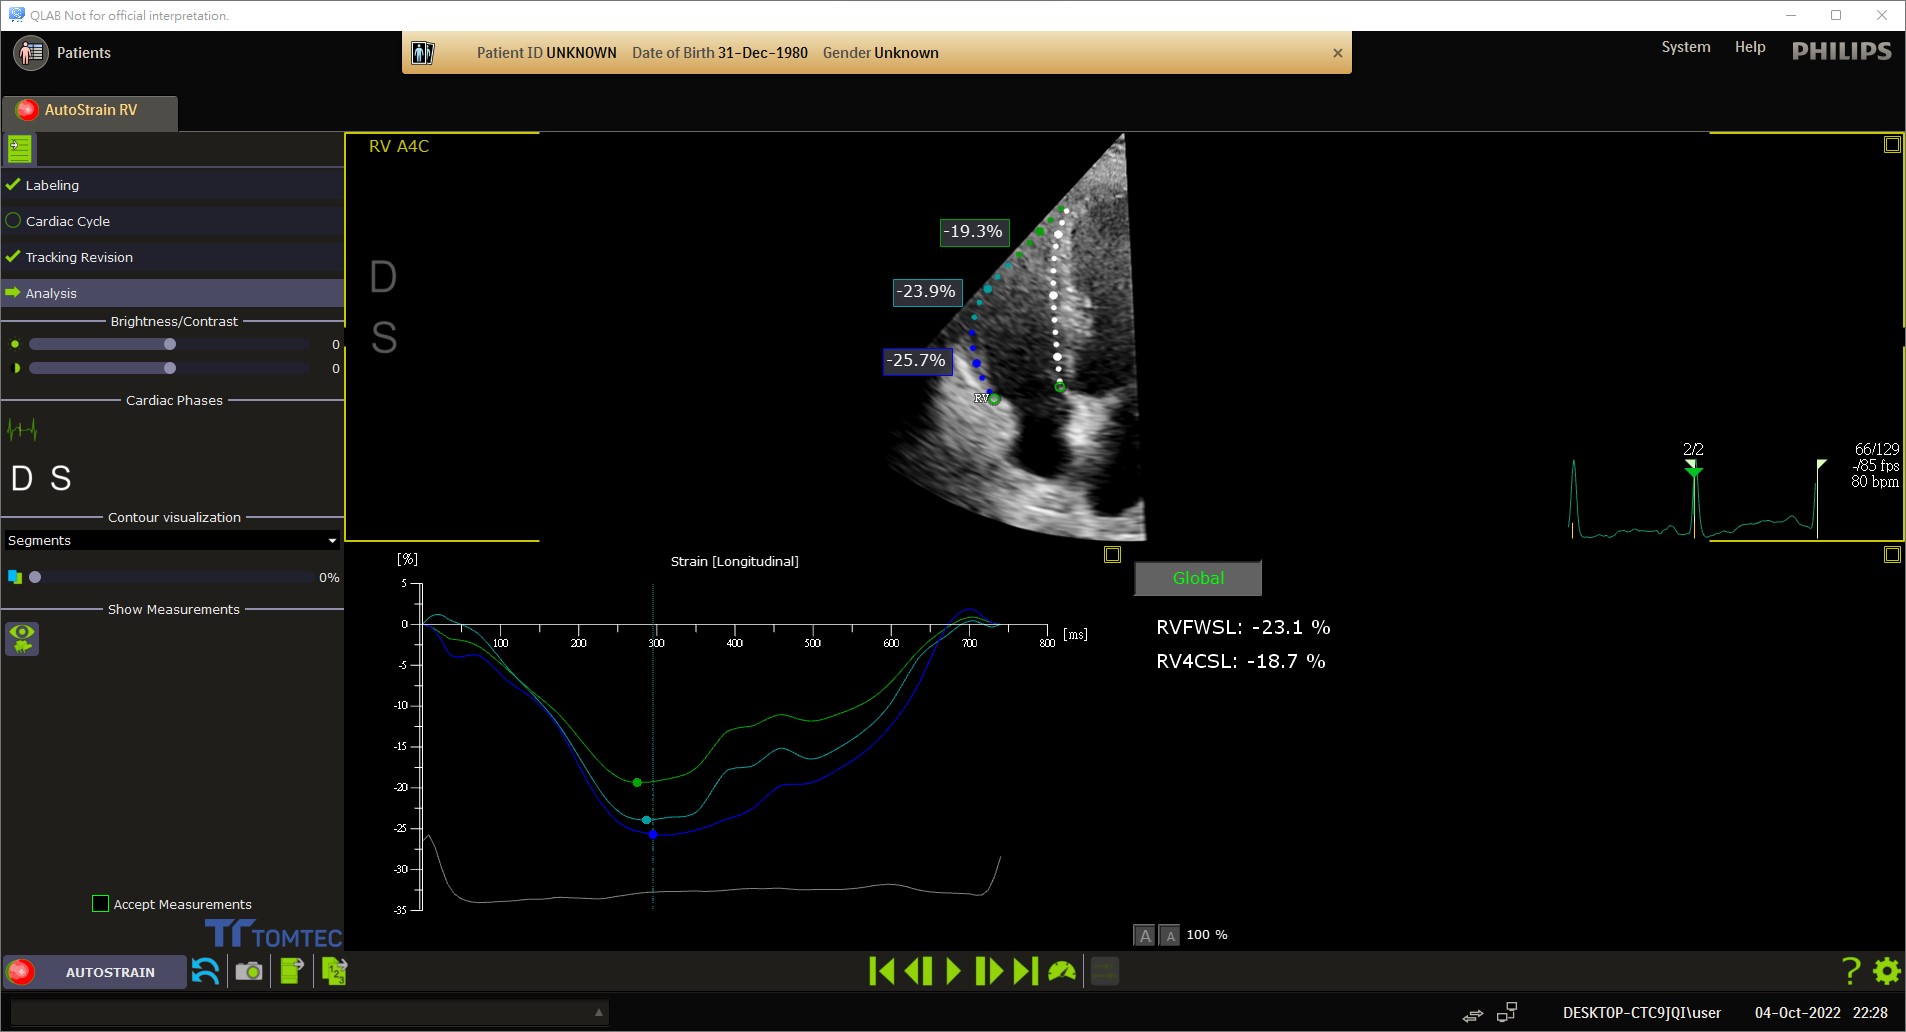 QLAB Not for official interpretation.
Patients
Patient ID UNKNOWN Date of Birth 31-Dec-1980 Gender Unknown
System Help PHILIPS
AutoStrain RV
Labeling
Cardiac Cycle
Tracking Revision
Analysis
Brightness/Contrast
0
0
Cardiac Phases
D S
Contour visualization
Segments
0%
Show Measurements
Accept Measurements
TOMTEC
RV A4C
D
S
-19.3%
-23.9%
-25.7%
RV
2/2
66/129
-/85 fps
80 bpm
[%]
Strain [Longitudinal]
5
0
-5
-10
-15
-20
-25
-30
-35
100 200 300 400 500 600 700 800 [ms]
Global
RVFWSL: -23.1 %
RV4CSL: -18.7 %
A A 100 %
AUTOSTRAIN
1 2 3
?
DESKTOP-CTC9JQI\user 04-Oct-2022 22:28